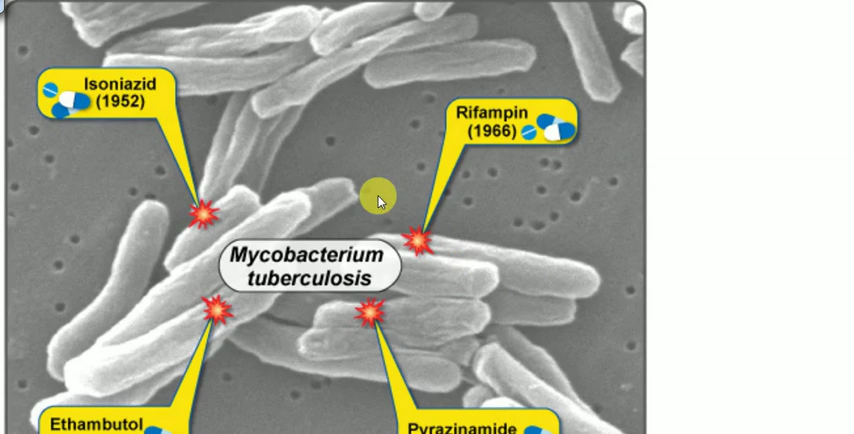 Isoniazid
(1952)
Rifampin
(1966)
Mycobacterium
tuberculosis
Ethambutol
Pyrazinamide